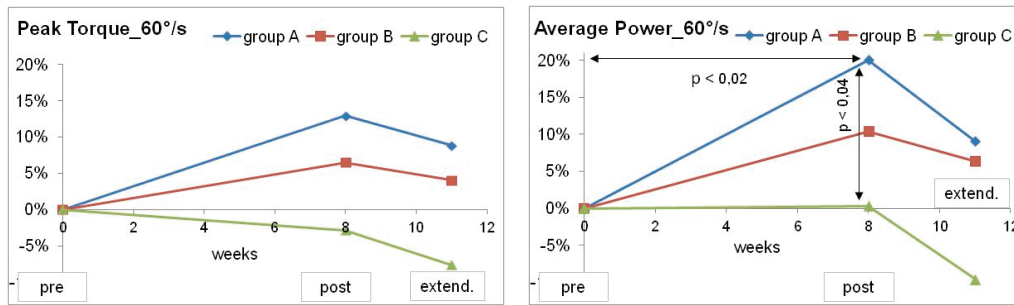 Peak Torque_60°/s
group A group B group C
20%
15%
10%
5%
0%
-5%
0 2 4 6 8 10 12
weeks
pre post extend.
Average Power_60°/s
group A group B group C
20%
15%
10%
5%
0%
-5%
p < 0,02
p < 0,04
0 2 4 6 8 10 12
weeks
extend.
pre post